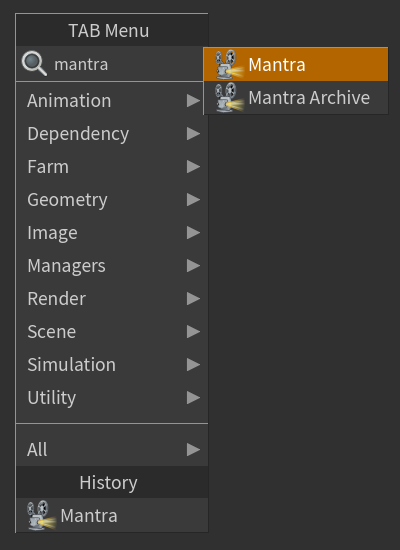 TAB Menu
mantra
Mantra
Mantra Archive
Animation
Dependency
Farm
Geometry
Image
Managers
Render
Scene
Simulation
Utility
All
History
Mantra